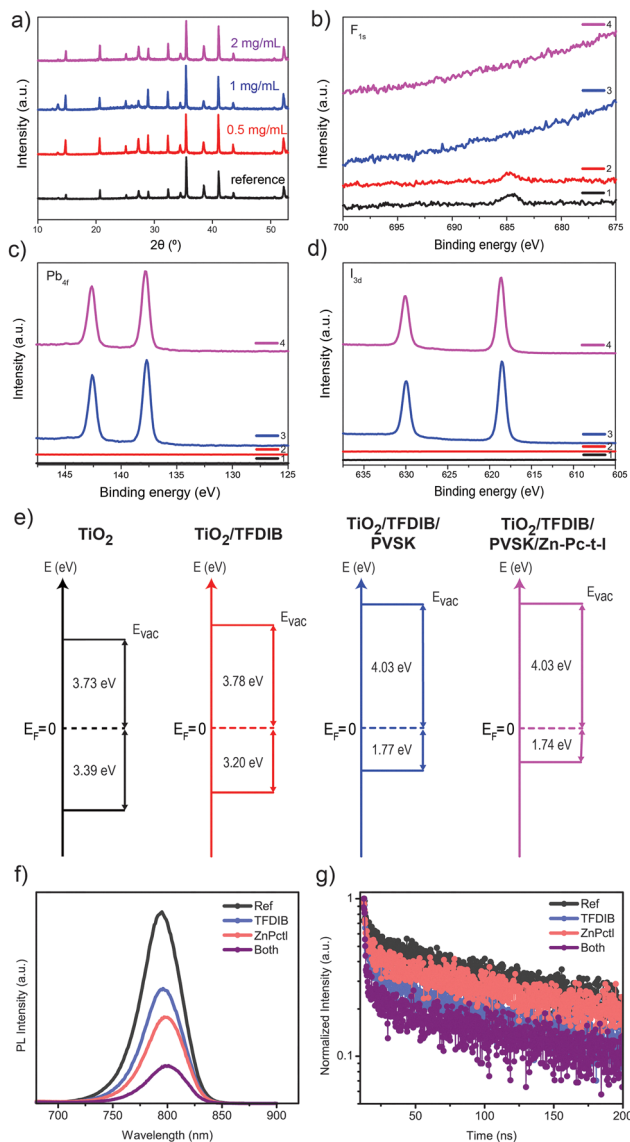 a)
2 mg/mL
1 mg/mL
0.5 mg/mL
reference
Intensity (a.u.)
10 20 30 40 50
2θ (º)
b)
F1s
4
3
2
1
Intensity (a.u.)
700 695 690 685 680 675
Binding energy (eV)
c)
Pb4f
4
3
2
1
Intensity (a.u.)
145 140 135 130 125
Binding energy (eV)
d)
I3d
4
3
2
1
Intensity (a.u.)
635 630 625 620 615 610 605
Binding energy (eV)
e)
TiO2
E (eV)
Evac
3.73 eV
EF=0
3.39 eV
TiO2/TFDIB
E (eV)
Evac
3.78 eV
EF=0
3.20 eV
TiO2/TFDIB/
PVSK
E (eV)
Evac
4.03 eV
EF=0
1.77 eV
TiO2/TFDIB/
PVSK/Zn-Pc-t-I
E (eV)
Evac
4.03 eV
EF=0
1.74 eV
f)
Ref
TFDIB
ZnPctI
Both
PL Intensity (a.u.)
700 750 800 850 900
Wavelength (nm)
g)
Ref
TFDIB
ZnPctI
Both
Normalized Intensity (a.u.)
1
0.1
50 100 150 200
Time (ns)